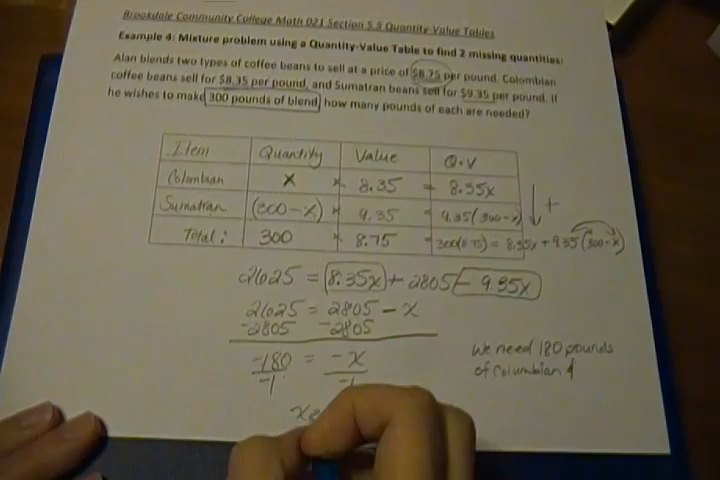 Brookdale Community College Math 021 Section 5.5 Quantity-Value Tables
Example 4: Mixture problem using a Quantity-Value Table to find 2 missing quantities:
Alan blends two types of coffee beans to sell at a price of $8.75 per pound. Colombian
coffee beans sell for $8.35 per pound, and Sumatran beans sell for $9.35 per pound. If
he wishes to make 300 pounds of blend, how many pounds of each are needed?
Item Quantity Value Q·V
Colombian x × 8.35 = 8.35x
Sumatran (300-x) × 9.35 = 9.35(300-x) +
Total: 300 × 8.75 = 300(8.75) = 8.35x + 9.35(300-x)
2625 = 8.35x + 2805 - 9.35x
2625 = 2805 - x
-2805 -2805
-180 = -x
-1 -1
x=
We need 180 pounds
of Columbian